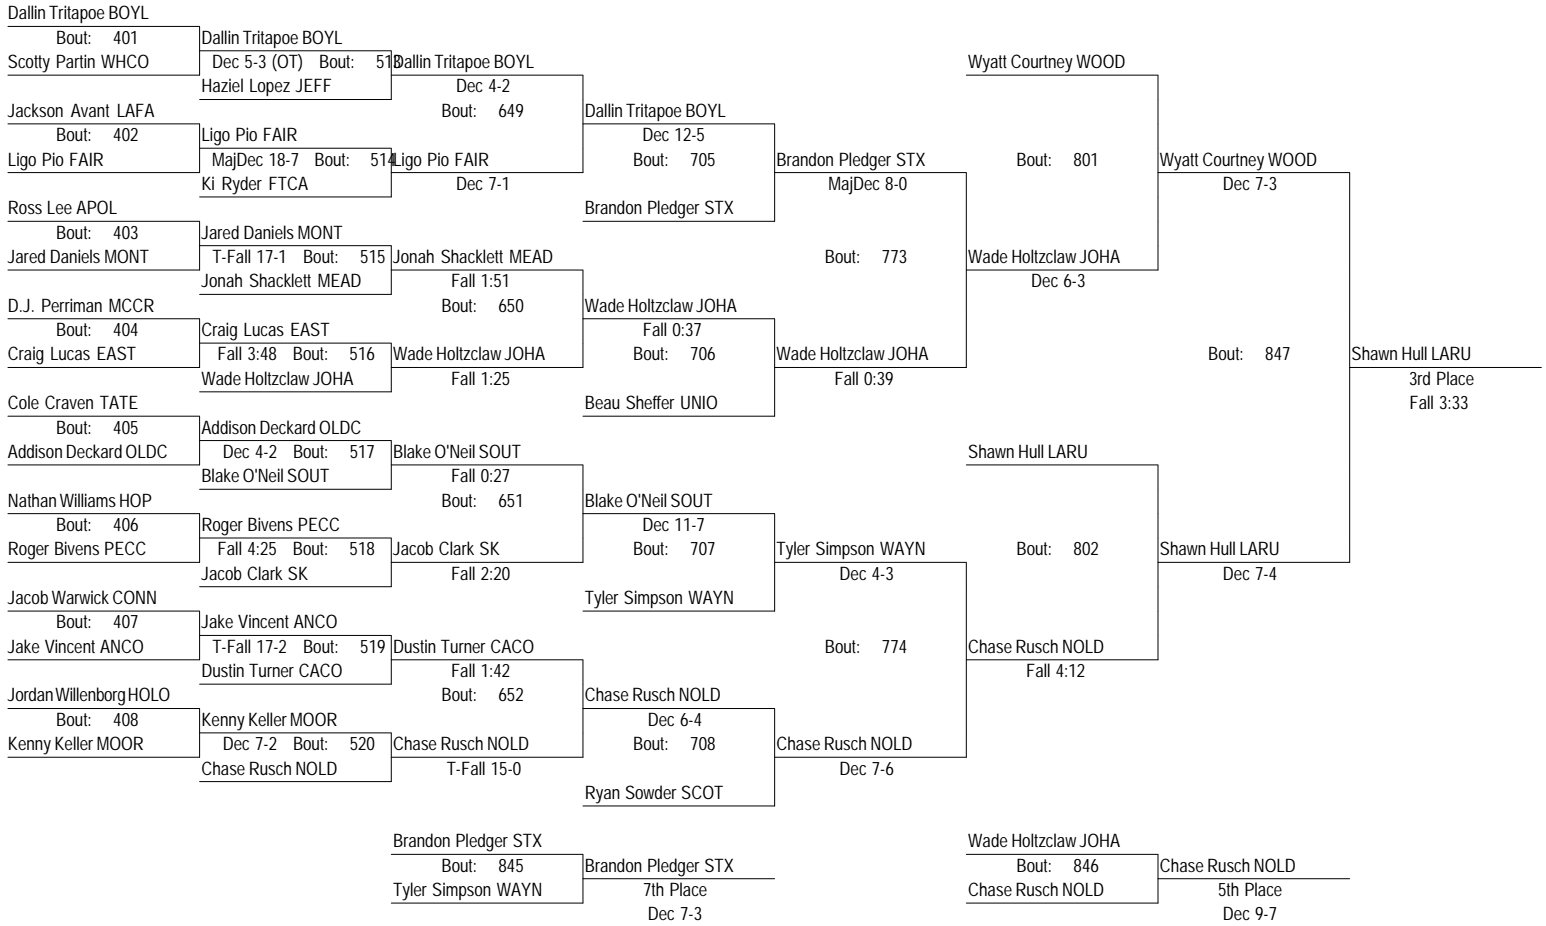 Dallin Tritapoe BOYL
Bout: 401
Scotty Partin WHCO
Jackson Avant LAFA
Bout: 402
Ligo Pio FAIR
Ross Lee APOL
Bout: 403
Jared Daniels MONT
D.J. Perriman MCCR
Bout: 404
Craig Lucas EAST
Cole Craven TATE
Bout: 405
Addison Deckard OLDC
Nathan Williams HOP
Bout: 406
Roger Bivens PECC
Jacob Warwick CONN
Bout: 407
Jake Vincent ANCO
Jordan Willenborg HOLO
Bout: 408
Kenny Keller MOOR
Dallin Tritapoe BOYL
Dec 5-3 (OT) Bout: 513
Haziel Lopez JEFF
Ligo Pio FAIR
MajDec 18-7 Bout: 514
Ki Ryder FTCA
Jared Daniels MONT
T-Fall 17-1 Bout: 515
Jonah Shacklett MEAD
Craig Lucas EAST
Fall 3:48 Bout: 516
Wade Holtzclaw JOHA
Addison Deckard OLDC
Dec 4-2 Bout: 517
Blake O'Neil SOUT
Roger Bivens PECC
Fall 4:25 Bout: 518
Jacob Clark SK
Jake Vincent ANCO
T-Fall 17-2 Bout: 519
Dustin Turner CACO
Kenny Keller MOOR
Dec 7-2 Bout: 520
Chase Rusch NOLD
Dallin Tritapoe BOYL
Dec 4-2
Bout: 649
Ligo Pio FAIR
Dec 7-1
Jonah Shacklett MEAD
Fall 1:51
Bout: 650
Wade Holtzclaw JOHA
Fall 1:25
Blake O'Neil SOUT
Fall 0:27
Bout: 651
Jacob Clark SK
Fall 2:20
Dustin Turner CACO
Fall 1:42
Bout: 652
Chase Rusch NOLD
T-Fall 15-0
Dallin Tritapoe BOYL
Dec 12-5
Bout: 705
Brandon Pledger STX
Wade Holtzclaw JOHA
Fall 0:37
Bout: 706
Beau Sheffer UNIO
Blake O'Neil SOUT
Dec 11-7
Bout: 707
Tyler Simpson WAYN
Chase Rusch NOLD
Dec 6-4
Bout: 708
Ryan Sowder SCOT
Brandon Pledger STX
MajDec 8-0
Bout: 773
Wade Holtzclaw JOHA
Fall 0:39
Tyler Simpson WAYN
Dec 4-3
Bout: 774
Chase Rusch NOLD
Dec 7-6
Wyatt Courtney WOOD
Bout: 801
Wade Holtzclaw JOHA
Dec 6-3
Shawn Hull LARU
Bout: 802
Chase Rusch NOLD
Fall 4:12
Wyatt Courtney WOOD
Dec 7-3
Bout: 847
Shawn Hull LARU
Dec 7-4
Shawn Hull LARU
3rd Place
Fall 3:33
Brandon Pledger STX
Bout: 845
Tyler Simpson WAYN
Brandon Pledger STX
7th Place
Dec 7-3
Wade Holtzclaw JOHA
Bout: 846
Chase Rusch NOLD
Chase Rusch NOLD
5th Place
Dec 9-7